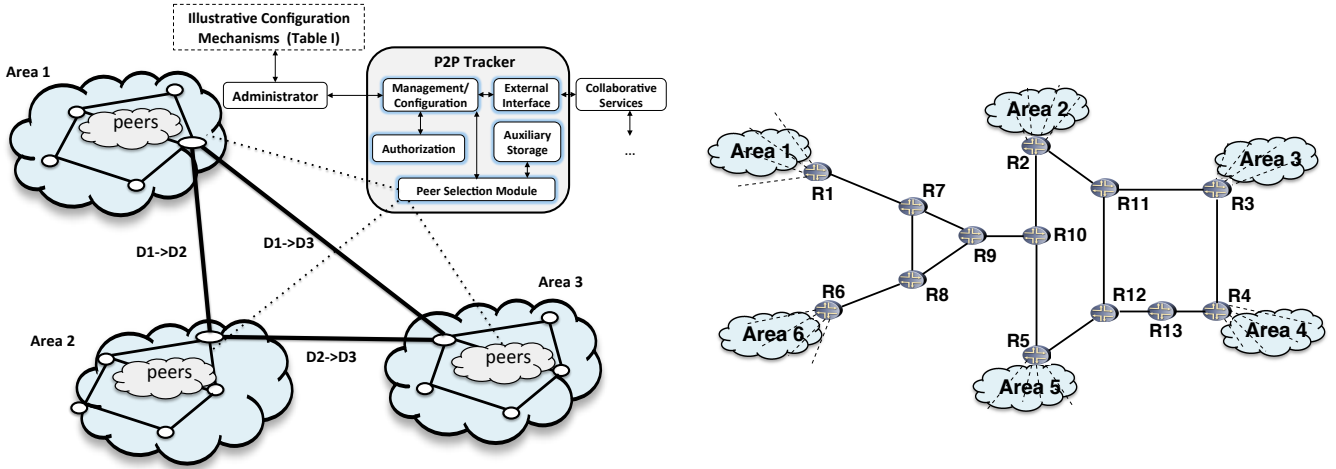 Illustrative Configuration
Mechanisms (Table I)
P2P Tracker
Area 1
Administrator
Management/
Configuration
External
Interface
Collaborative
Services
peers
Authorization
Auxiliary
Storage
...
Peer Selection Module
D1->D2
D1->D3
Area 3
Area 2
D2->D3
peers
peers
Area 1
R1
Area 2
R2
Area 3
R3
R7
R11
R9
R10
R8
R6
Area 6
R12
R13
R4
Area 4
R5
Area 5